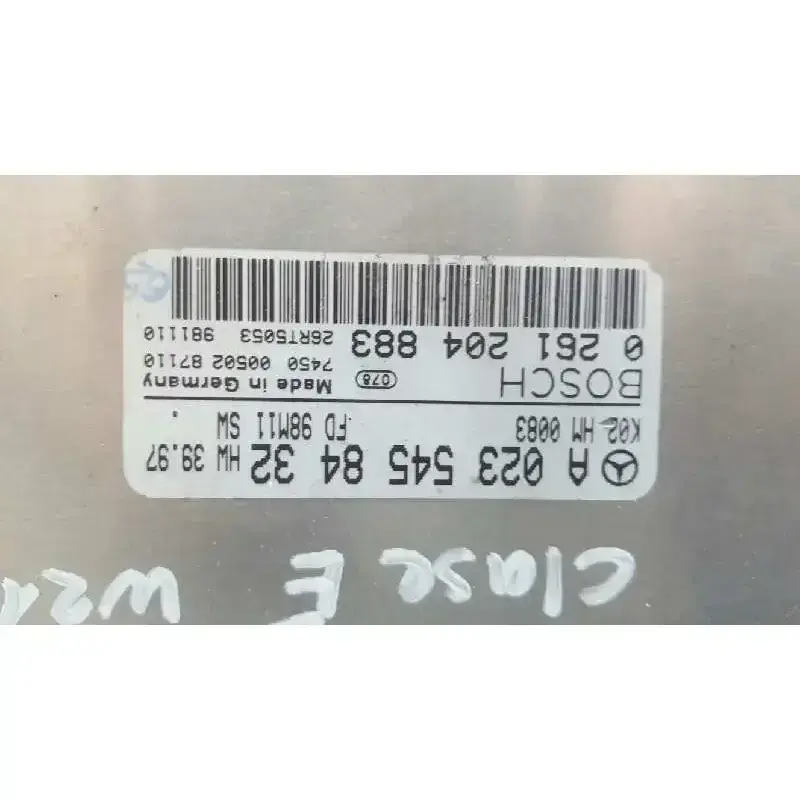 Clase E
A 023 545 84 32 HW 39.97
K02 HM 0083 FD 98M11 SW .
BOSCH 078 Made in Germany
7450 00502 87110
0 261 204 883 26RT5053 981110